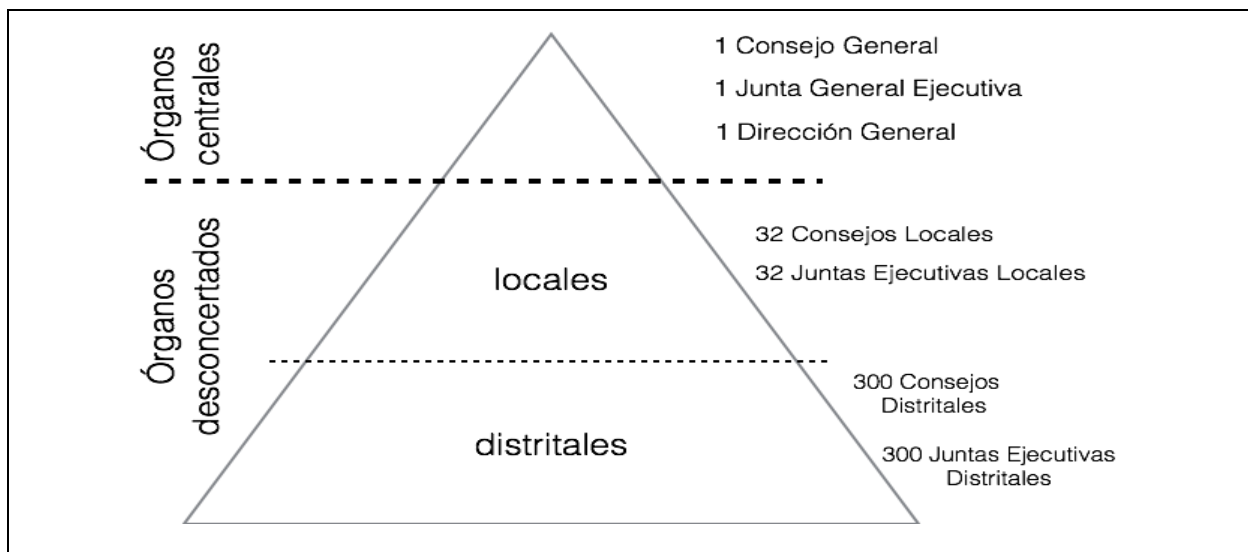 Órganos
centrales
1 Consejo General
1 Junta General Ejecutiva
1 Dirección General
Órganos
desconcertados
locales
32 Consejos Locales
32 Juntas Ejecutivas Locales
distritales
300 Consejos
Distritales
300 Juntas Ejecutivas
Distritales